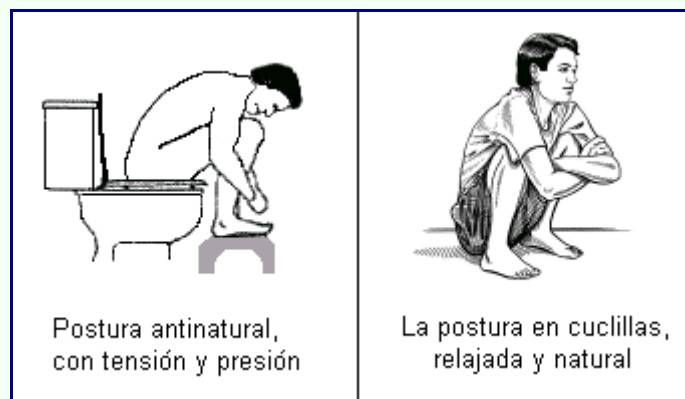 Postura antinatural,
con tensión y presión
La postura en cuclillas,
relajada y natural